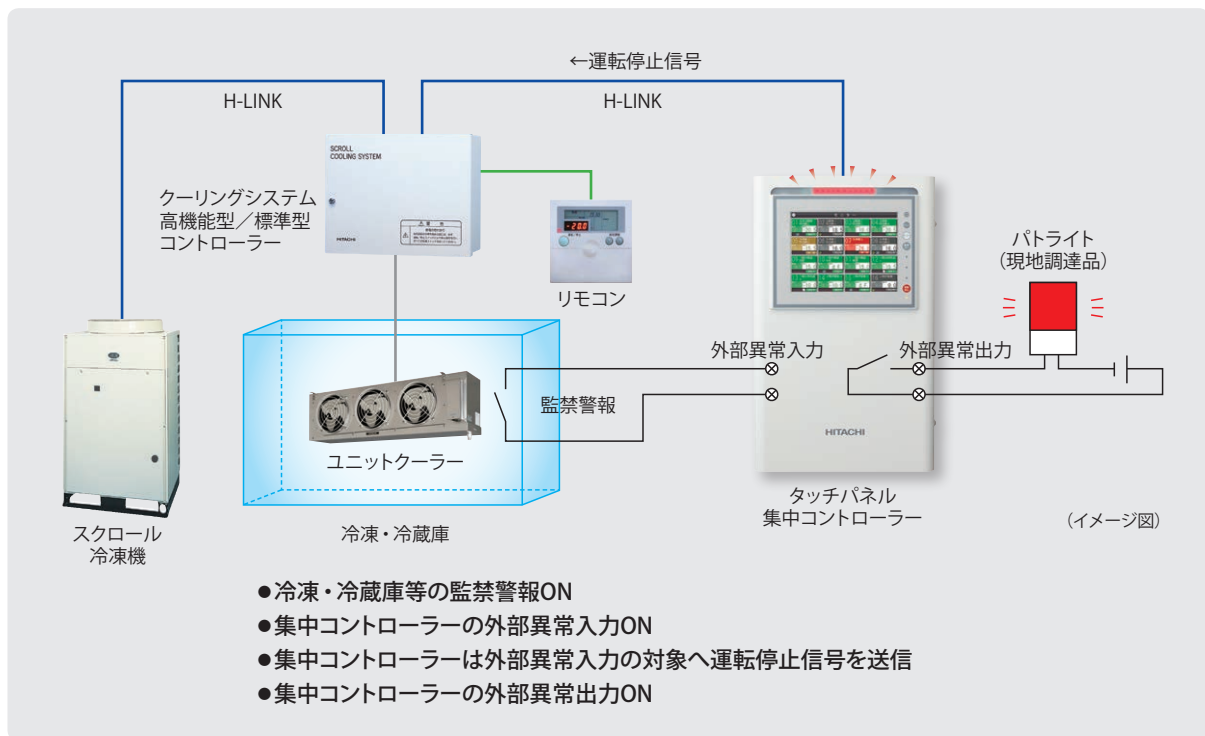 ←運転停止信号
H-LINK
H-LINK
SCROLL
COOLING SYSTEM
HITACHI
クーリングシステム
高機能型／標準型
コントローラー
-20.0
リモコン
パトライト
（現地調達品）
外部異常入力
外部異常出力
監禁警報
ユニットクーラー
HITACHI
スクロール
冷凍機
冷凍・冷蔵庫
タッチパネル
集中コントローラー
（イメージ図）
●冷凍・冷蔵庫等の監禁警報ON
●集中コントローラーの外部異常入力ON
●集中コントローラーは外部異常入力の対象へ運転停止信号を送信
●集中コントローラーの外部異常出力ON